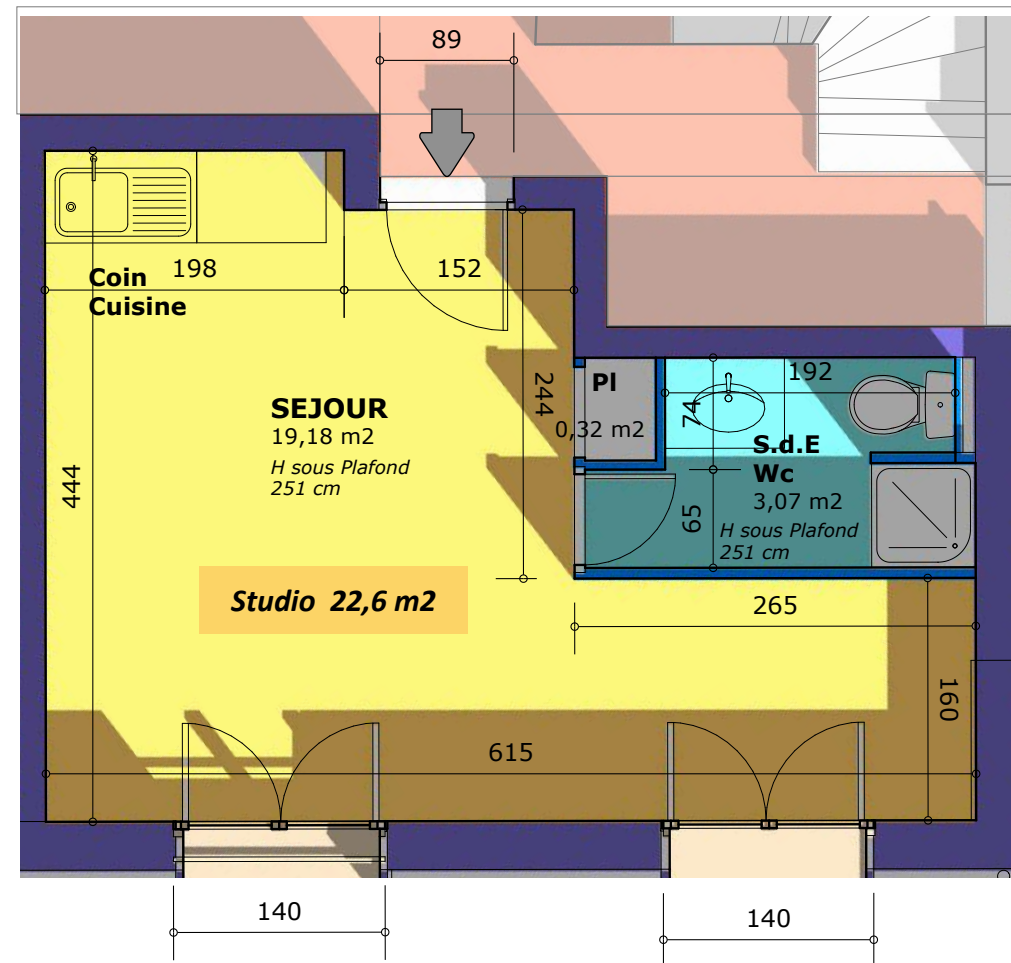 89
198
152
Coin
Cuisine
244
Pl
0,32 m2
192
74
SEJOUR
19,18 m2
H sous Plafond
251 cm
444
S.d.E
Wc
3,07 m2
H sous Plafond
251 cm
65
Studio 22,6 m2
265
160
615
140
140